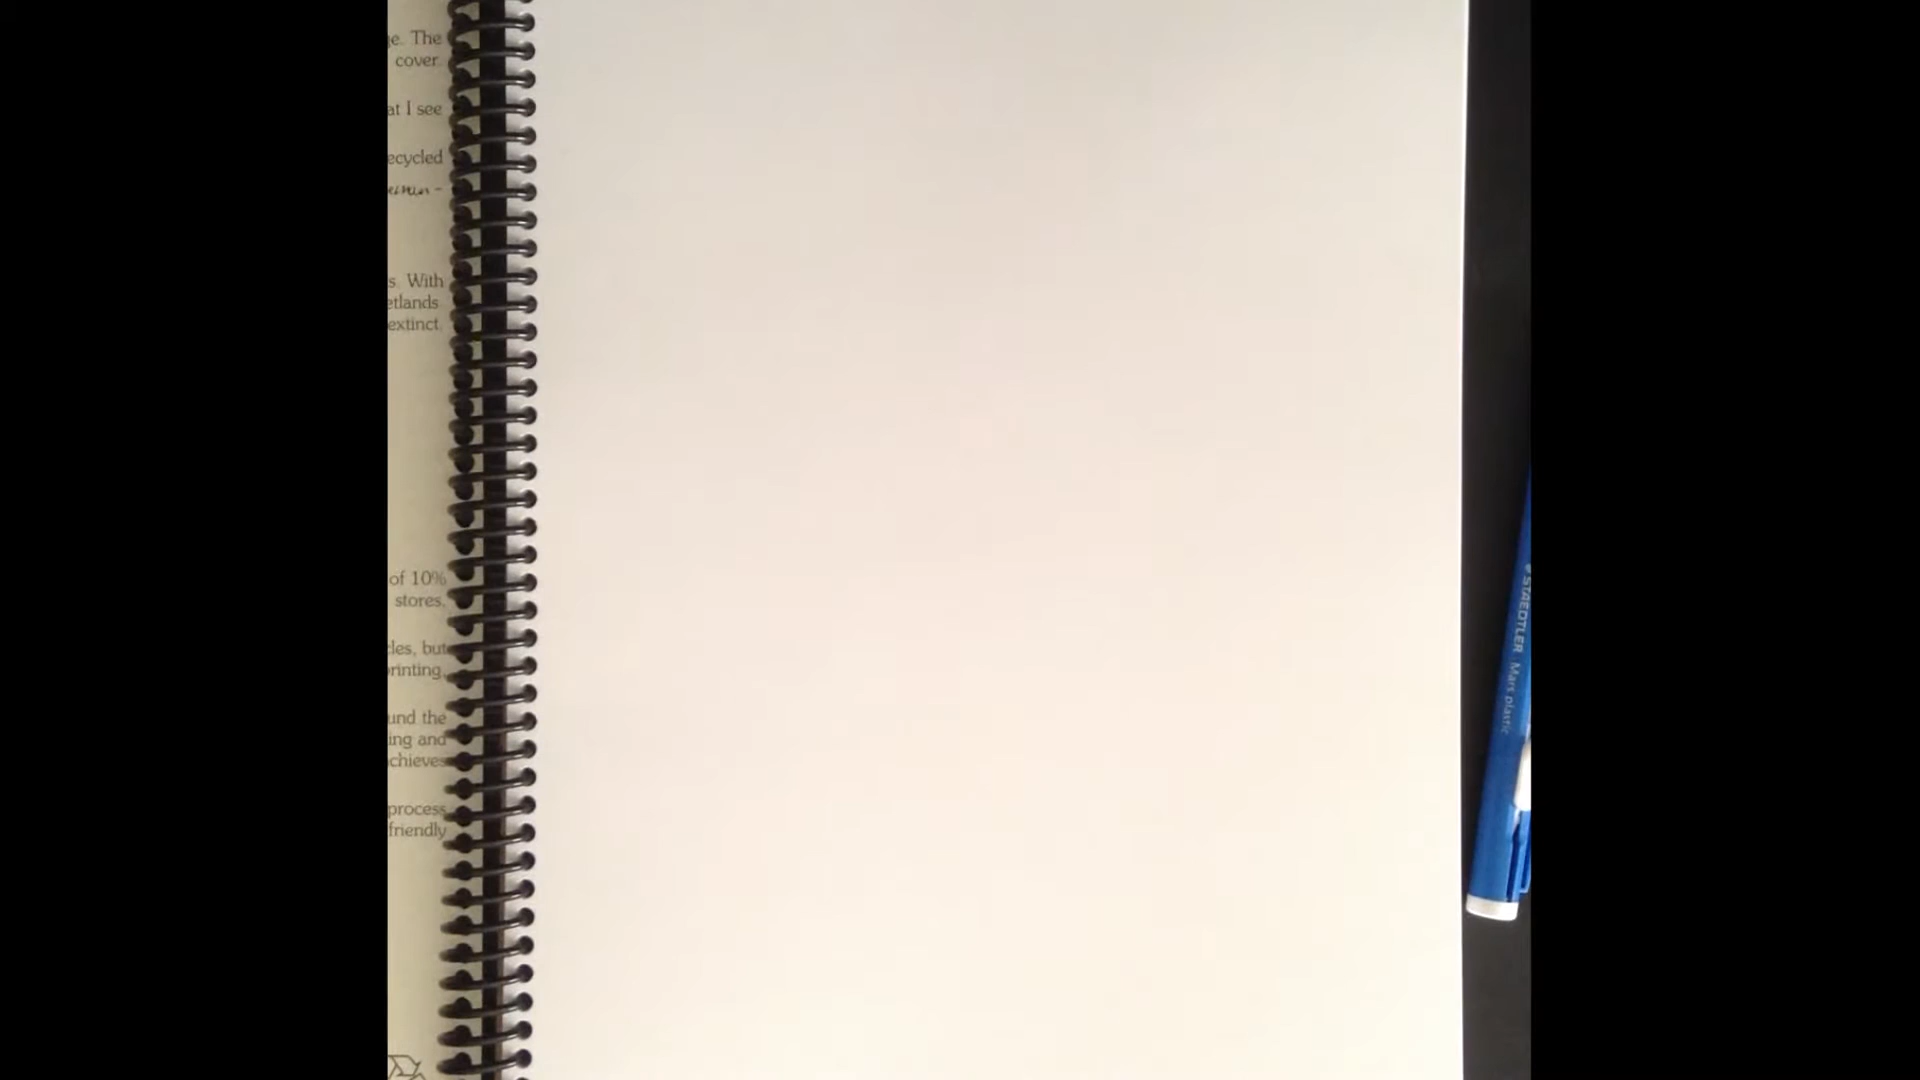 The
cover.
at I see
ecycled
s. With
etlands
extinct.
of 10%
stores.
les, but
rinting,
und the
ing and
chieves
process
friendly
STAEDTLER Mars plastic